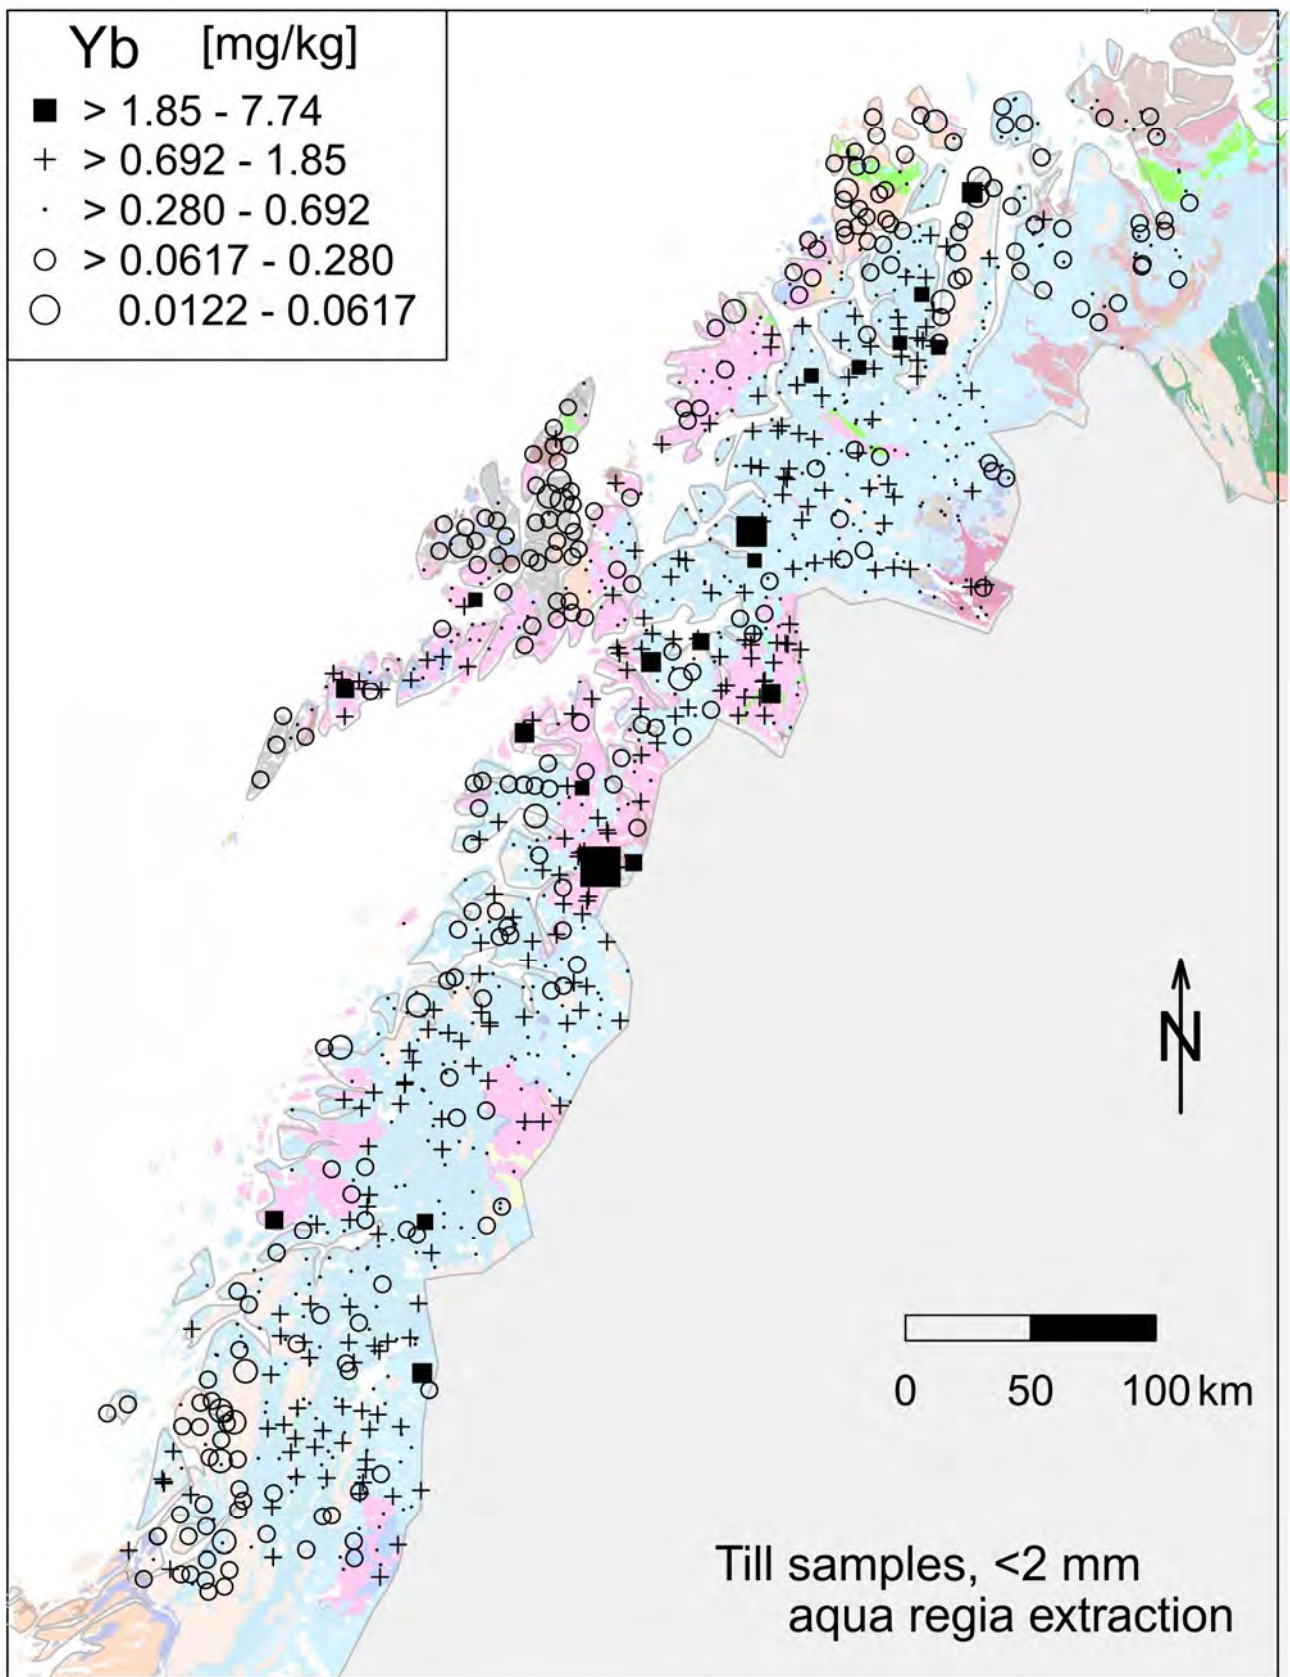 Yb [mg/kg]
> 1.85 - 7.74
> 0.692 - 1.85
> 0.280 - 0.692
> 0.0617 - 0.280
0.0122 - 0.0617
N
0 50 100 km
Till samples, <2 mm
aqua regia extraction